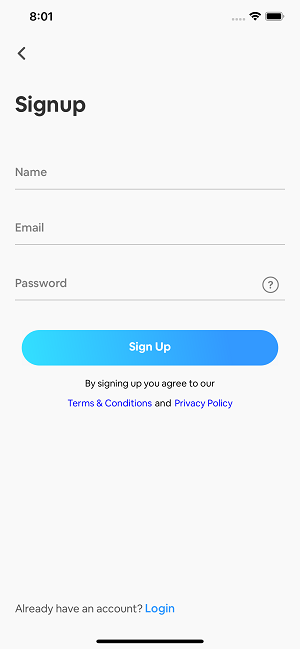 8:01
Signup
Name
Email
Password
?
Sign Up
By signing up you agree to our
Terms & Conditions and Privacy Policy
Already have an account? Login